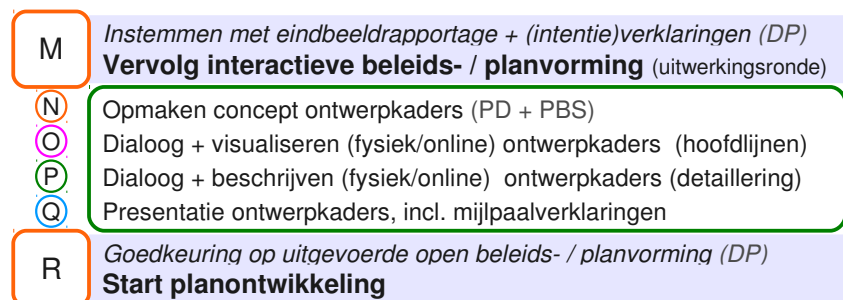 M
Instemmen met eindbeeldrapportage + (intentie)verklaringen (DP)
Vervolg interactieve beleids- / planvorming (uitwerkingsronde)
N Opmaken concept ontwerpkaders (PD + PBS)
O Dialoog + visualiseren (fysiek/online) ontwerpkaders (hoofdlijnen)
P Dialoog + beschrijven (fysiek/online) ontwerpkaders (detaillering)
Q Presentatie ontwerpkaders, incl. mijlpaalverklaringen
R
Goedkeuring op uitgevoerde open beleids- / planvorming (DP)
Start planontwikkeling